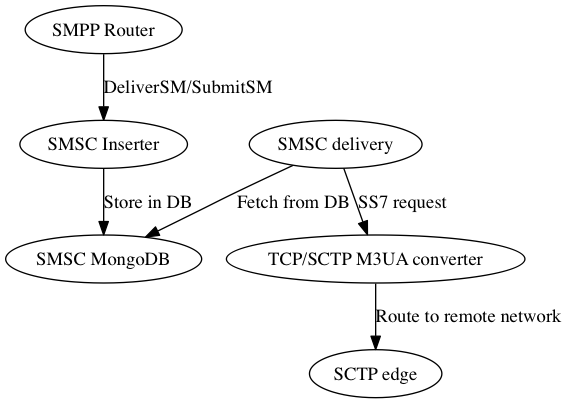 SMPP Router
DeliverSM/SubmitSM
SMSC Inserter
SMSC delivery
Store in DB
Fetch from DB
SS7 request
SMSC MongoDB
TCP/SCTP M3UA converter
Route to remote network
SCTP edge